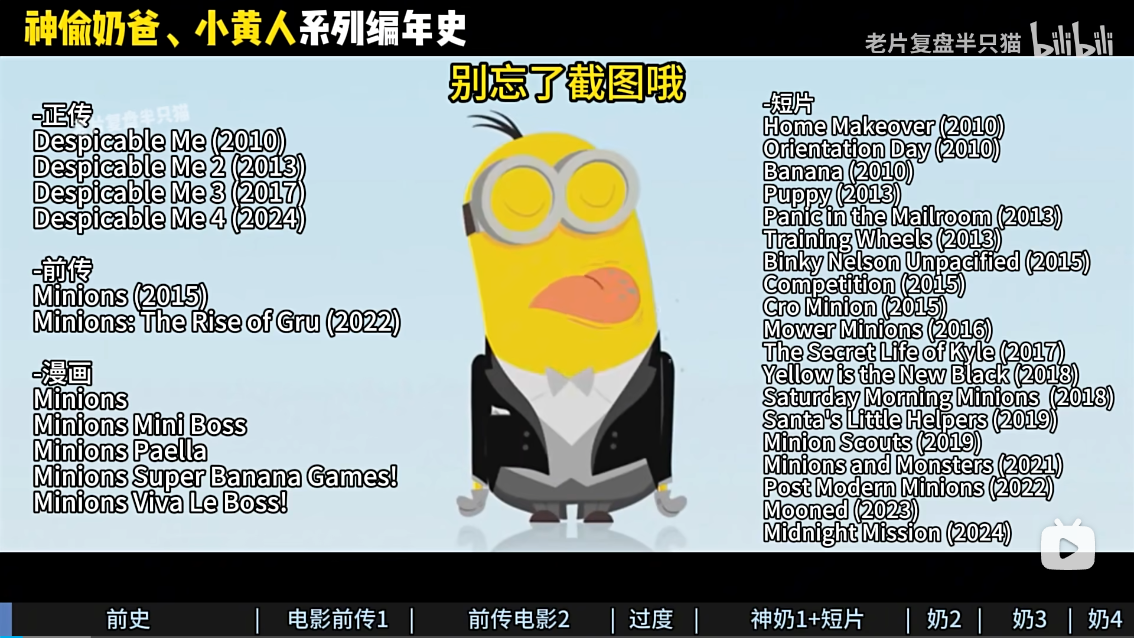 神偷奶爸、小黄人系列编年史
老片复盘半只猫 bilibili
别忘了截图哦
-正传
Despicable Me (2010)
Despicable Me 2 (2013)
Despicable Me 3 (2017)
Despicable Me 4 (2024)
-前传
Minions (2015)
Minions: The Rise of Gru (2022)
-漫画
Minions
Minions Mini Boss
Minions Paella
Minions Super Banana Games!
Minions Viva Le Boss!
-短片
Home Makeover (2010)
Orientation Day (2010)
Banana (2010)
Puppy (2013)
Panic in the Mailroom (2013)
Training Wheels (2013)
Binky Nelson Unpacified (2015)
Competition (2015)
Cro Minion (2015)
Mower Minions (2016)
The Secret Life of Kyle (2017)
Yellow is the New Black (2018)
Saturday Morning Minions (2018)
Santa's Little Helpers (2019)
Minion Scouts (2019)
Minions and Monsters (2021)
Post Modern Minions (2022)
Mooned (2023)
Midnight Mission (2024)
前史 | 电影前传1 | 前传电影2 | 过度 | 神奶1+短片 | 奶2 | 奶3 | 奶4